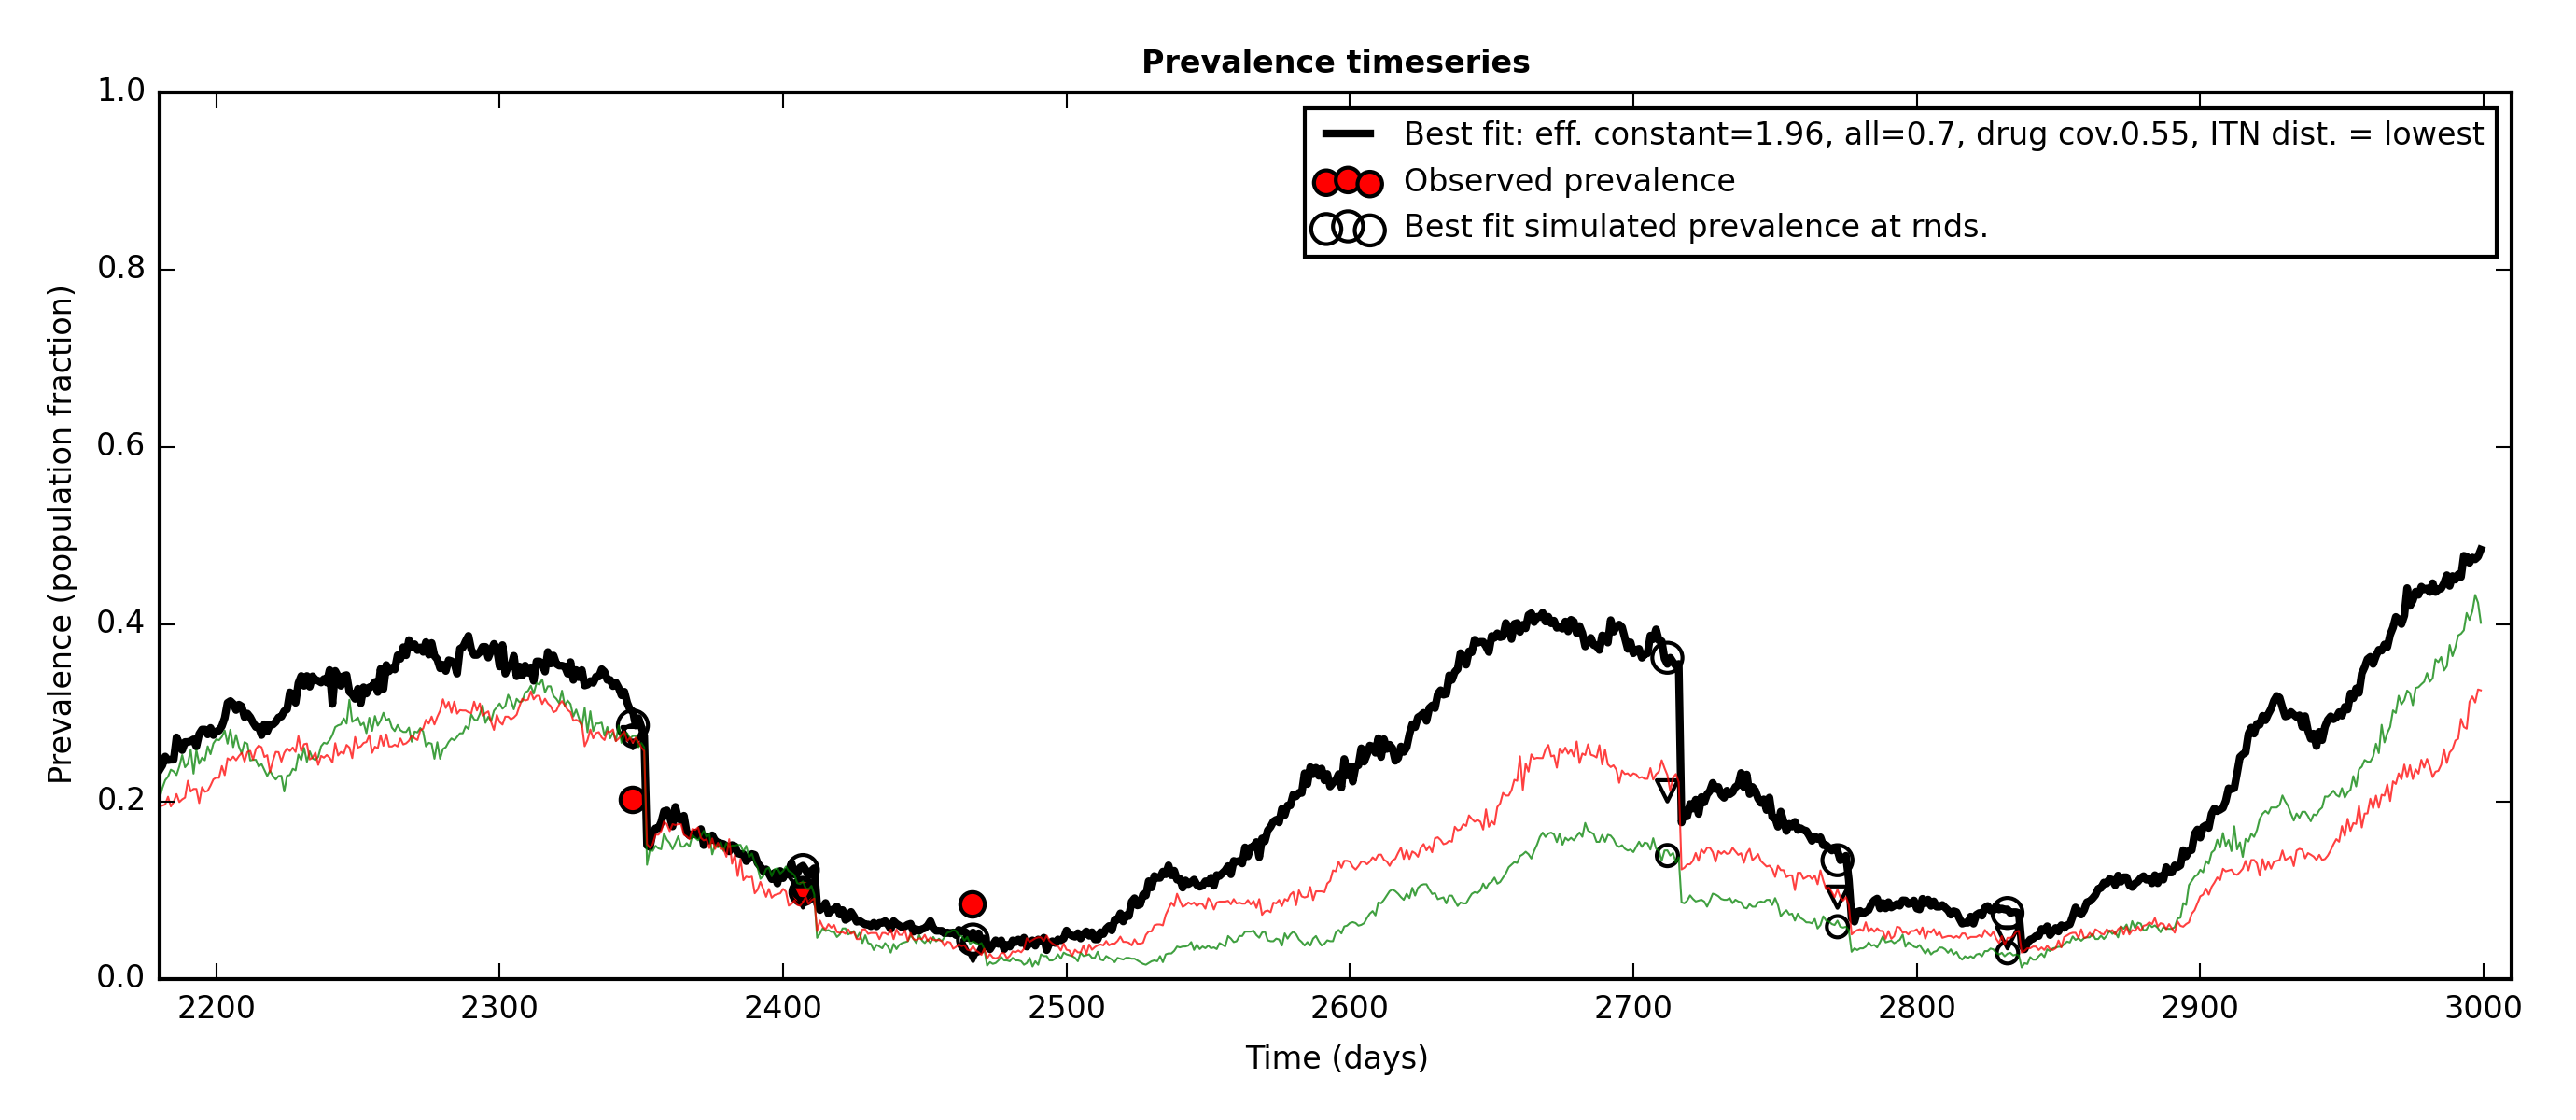 Prevalence timeseries
1.0
0.8
0.6
0.4
0.2
0.0
Prevalence (population fraction)
Best fit: eff. constant=1.96, all=0.7, drug cov.0.55, ITN dist. = lowest
Observed prevalence
Best fit simulated prevalence at rnds.
2200 2300 2400 2500 2600 2700 2800 2900 3000
Time (days)